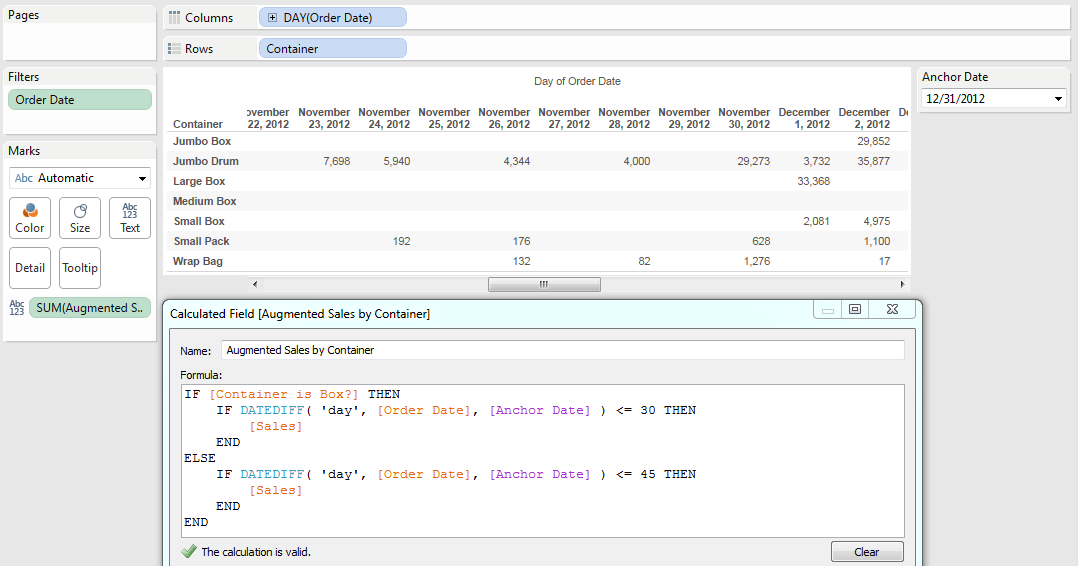 Pages
Columns
DAY(Order Date)
Rows
Container
Filters
Order Date
Marks
Abc Automatic
Color
Size
Abc
123
Text
Detail
Tooltip
Abc
123
SUM(Augmented S..
Day of Order Date
Container
ovember 22, 2012
November 23, 2012
November 24, 2012
November 25, 2012
November 26, 2012
November 27, 2012
November 28, 2012
November 29, 2012
November 30, 2012
December 1, 2012
December 2, 2012
De
Jumbo Box 29,852
Jumbo Drum 7,698 5,940 4,344 4,000 29,273 3,732 35,877
Large Box 33,368
Medium Box
Small Box 2,081 4,975
Small Pack 192 176 628 1,100
Wrap Bag 132 82 1,276 17
Anchor Date
12/31/2012
Calculated Field [Augmented Sales by Container]
Name: Augmented Sales by Container
Formula:
IF [Container is Box?] THEN
IF DATEDIFF( 'day', [Order Date], [Anchor Date] ) <= 30 THEN
[Sales]
END
ELSE
IF DATEDIFF( 'day', [Order Date], [Anchor Date] ) <= 45 THEN
[Sales]
END
END
The calculation is valid.
Clear